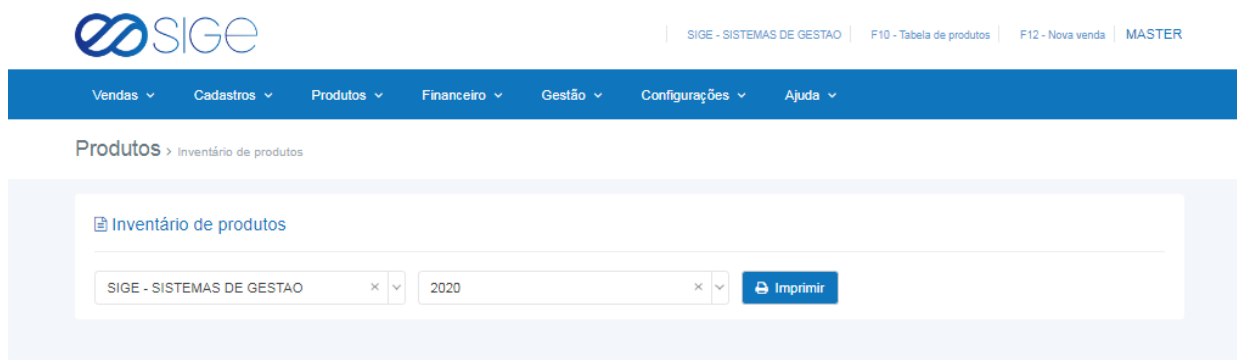 SIGE
SIGE - SISTEMAS DE GESTAO F10 - Tabela de produtos F12 - Nova venda MASTER
Vendas Cadastros Produtos Financeiro Gestão Configurações Ajuda
Produtos > Inventário de produtos
Inventário de produtos
SIGE - SISTEMAS DE GESTAO × 2020 × Imprimir